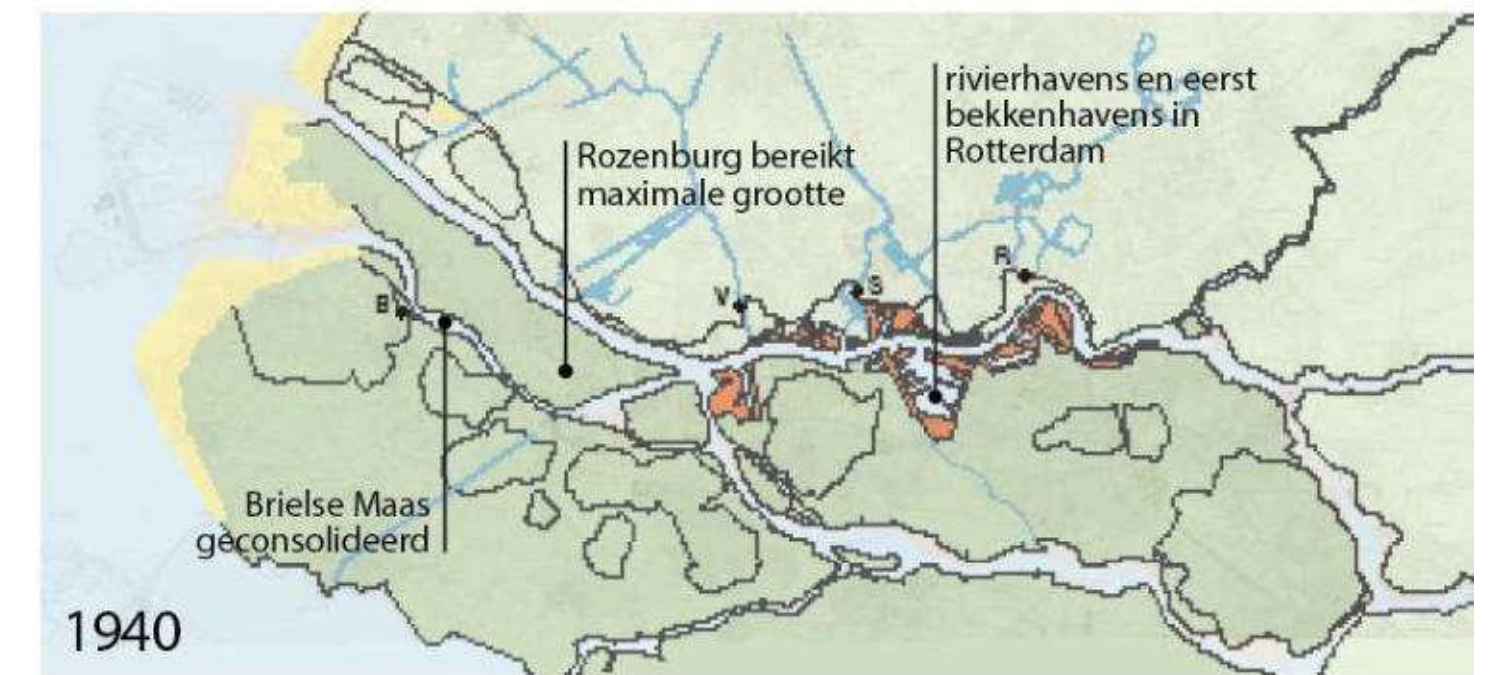 rivierhavens en eerst
bekkenhavens in
Rotterdam
Rozenburg bereikt
maximale grootte
R
S
V
B
Brielse Maas
geconsolideerd
1940